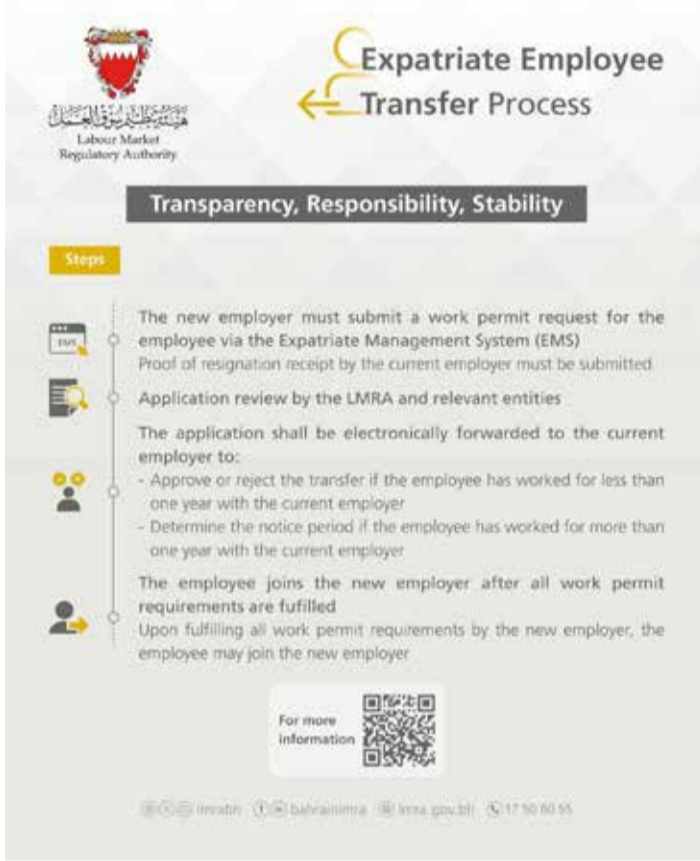 هيئة تنظيم سوق العمل
Labour Market
Regulatory Authority
Expatriate Employee
Transfer Process
Transparency, Responsibility, Stability
Steps
EMS
The new employer must submit a work permit request for the
employee via the Expatriate Management System (EMS)
Proof of resignation receipt by the current employer must be submitted
Application review by the LMRA and relevant entities
The application shall be electronically forwarded to the current
employer to:
- Approve or reject the transfer if the employee has worked for less than
one year with the current employer
- Determine the notice period if the employee has worked for more than
one year with the current employer
The employee joins the new employer after all work permit
requirements are fufilled
Upon fulfilling all work permit requirements by the new employer, the
employee may join the new employer
For more
information
lmrabh bahrainlmra lmra.gov.bh 17 50 60 55